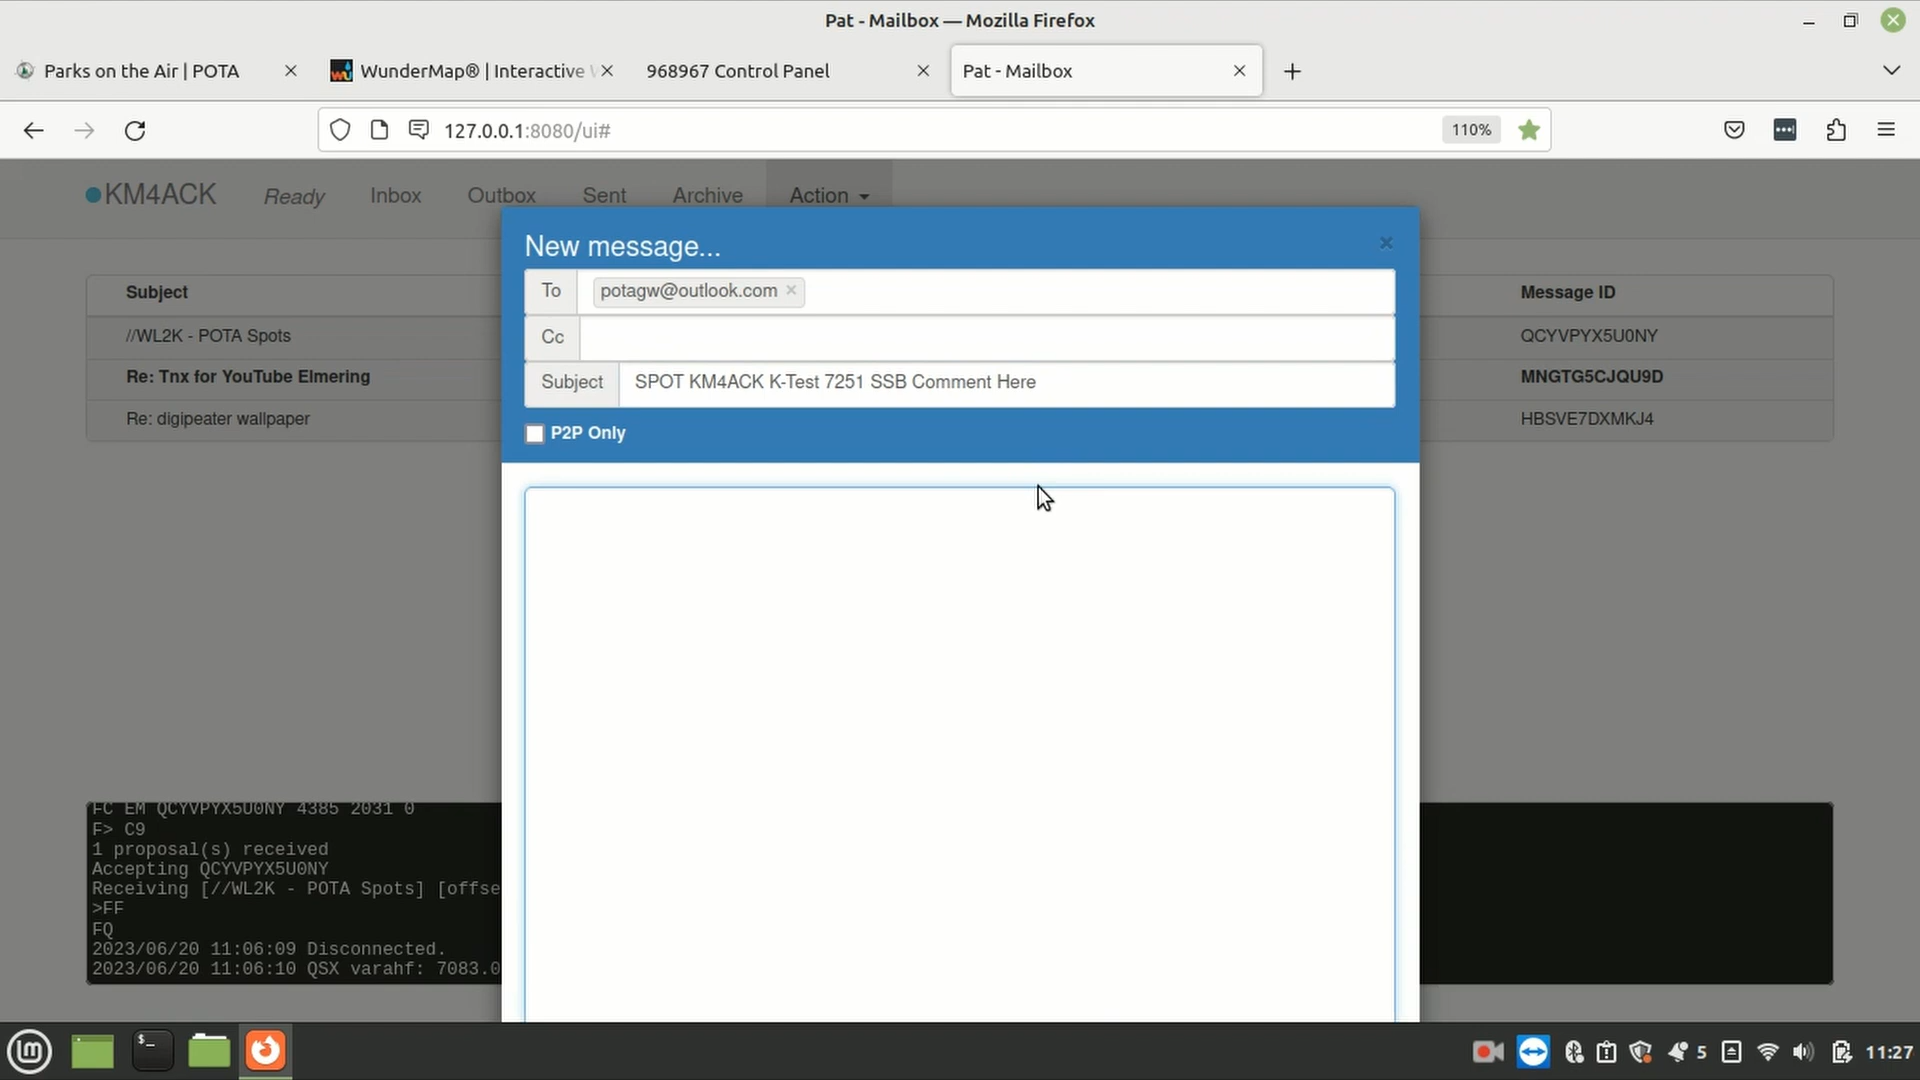 Pat - Mailbox — Mozilla Firefox
Parks on the Air | POTA
WunderMap® | Interactive
968967 Control Panel
Pat - Mailbox
127.0.0.1:8080/ui#
110%
KM4ACK
Ready
Inbox
Outbox
Sent
Archive
Action
New message...
×
To
potagw@outlook.com ×
Cc
Subject
SPOT KM4ACK K-Test 7251 SSB Comment Here
P2P Only
Subject
Message ID
//WL2K - POTA Spots
QCYVPYX5U0NY
Re: Tnx for YouTube Elmering
MNGTG5CJQU9D
Re: digipeater wallpaper
HBSVE7DXMKJ4
FC EM QCYVPYX5U0NY 4385 2031 0
F> C9
1 proposal(s) received
Accepting QCYVPYX5U0NY
Receiving [//WL2K - POTA Spots] [offse
>FF
FQ
2023/06/20 11:06:09 Disconnected.
2023/06/20 11:06:10 QSX varahf: 7083.0
5
11:27